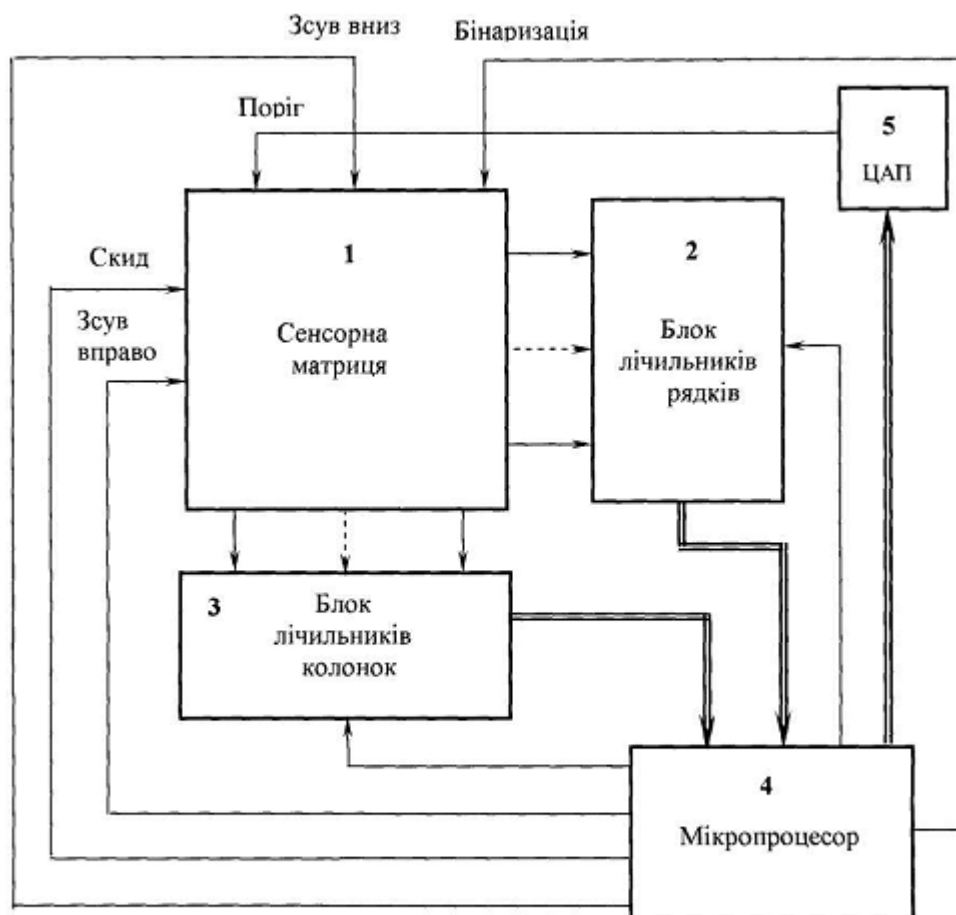 Зсув вниз
Бінаризація
Поріг
5
ЦАП
Скид
1
2
Зсув
вправо
Сенсорна
матриця
Блок
лічильників
рядків
3
Блок
лічильників
колонок
4
Мікропроцесор